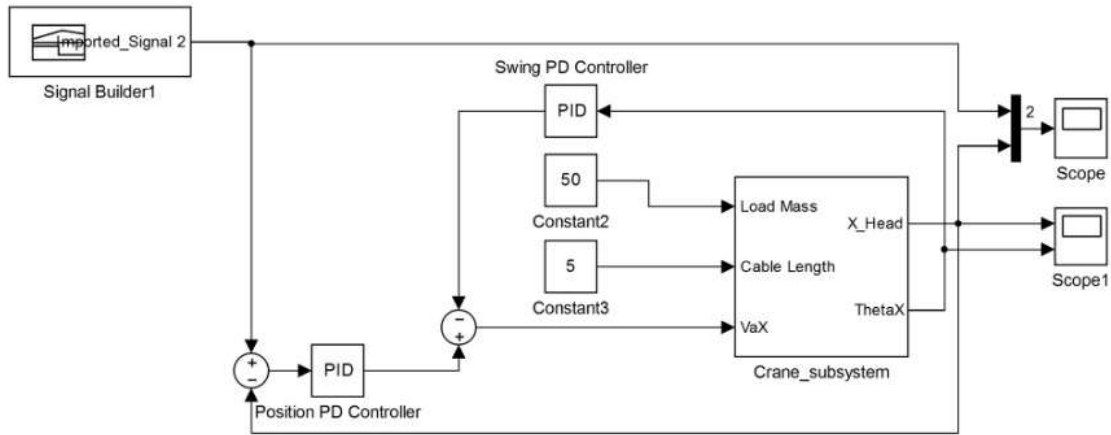 Imported_Signal 2
Signal Builder1
Swing PD Controller
PID
2
Scope
50
Constant2
Load Mass
X_Head
Scope1
5
Constant3
Cable Length
ThetaX
VaX
Crane_subsystem
PID
Position PD Controller